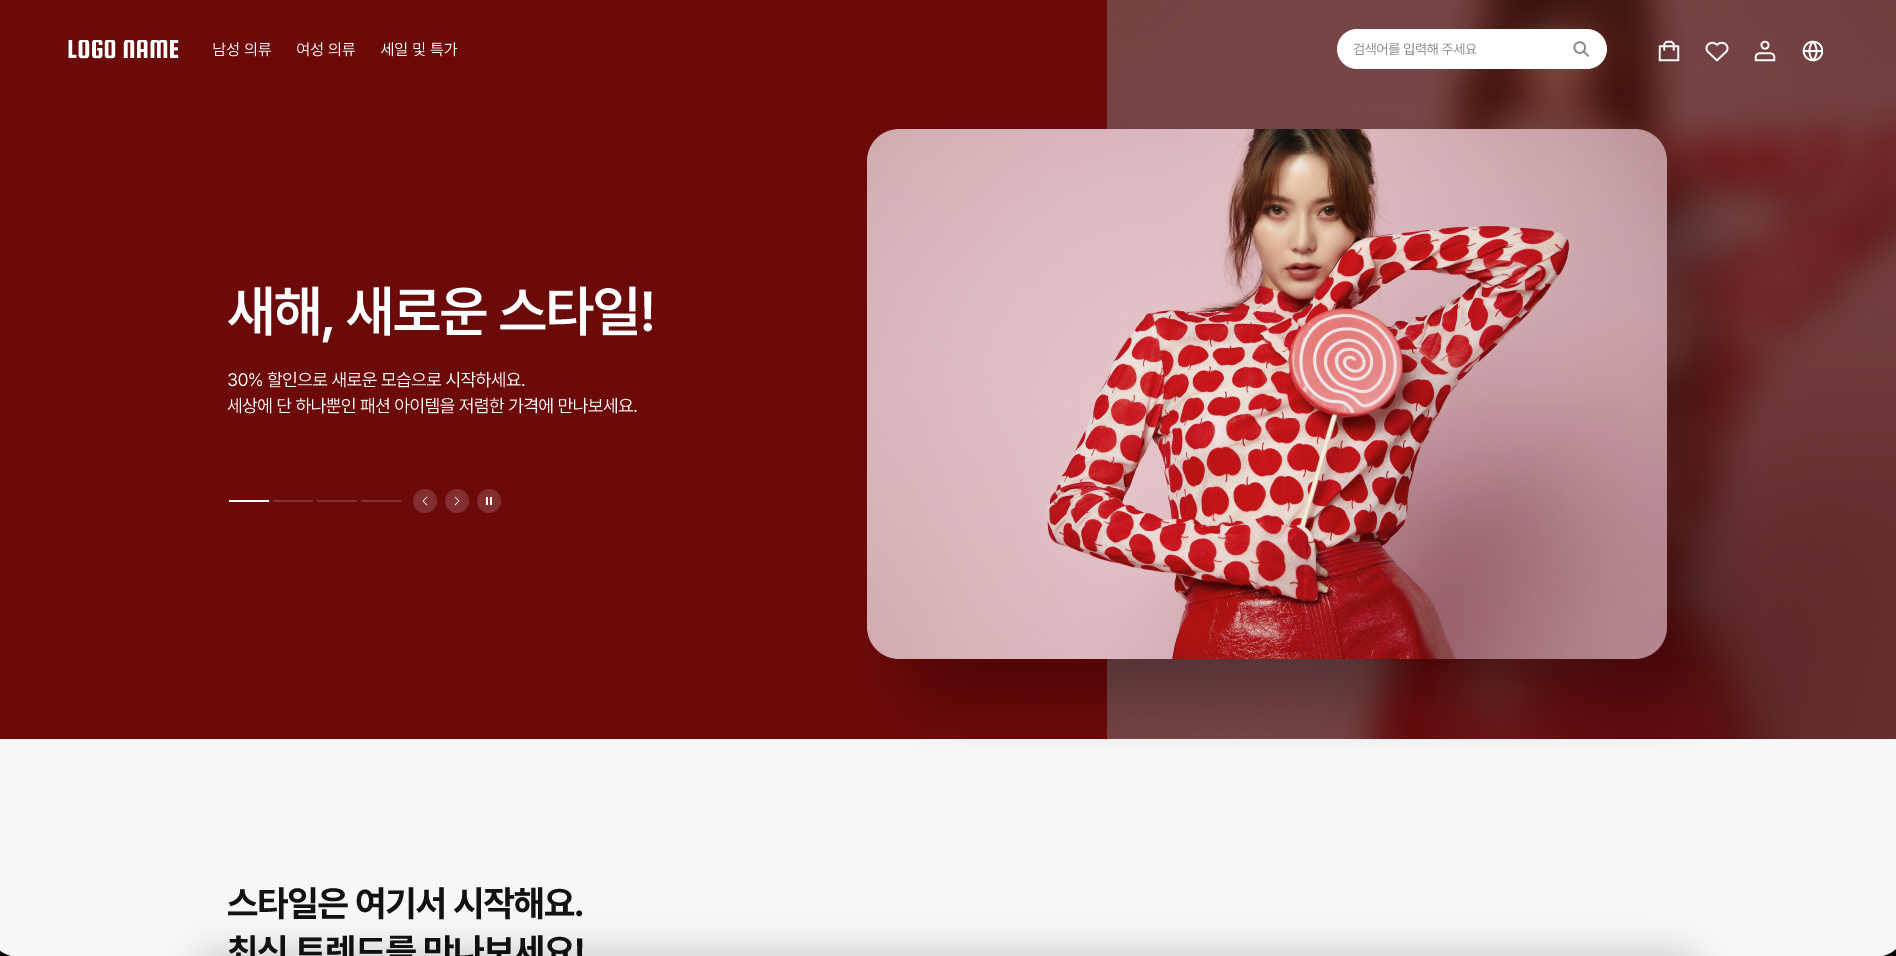 LOGO NAME
남성 의류
여성 의류
세일 및 특가
검색어를 입력해 주세요
새해, 새로운 스타일!
30% 할인으로 새로운 모습으로 시작하세요.
세상에 단 하나뿐인 패션 아이템을 저렴한 가격에 만나보세요.
스타일은 여기서 시작해요.
최신 트렌드를 만나보세요!